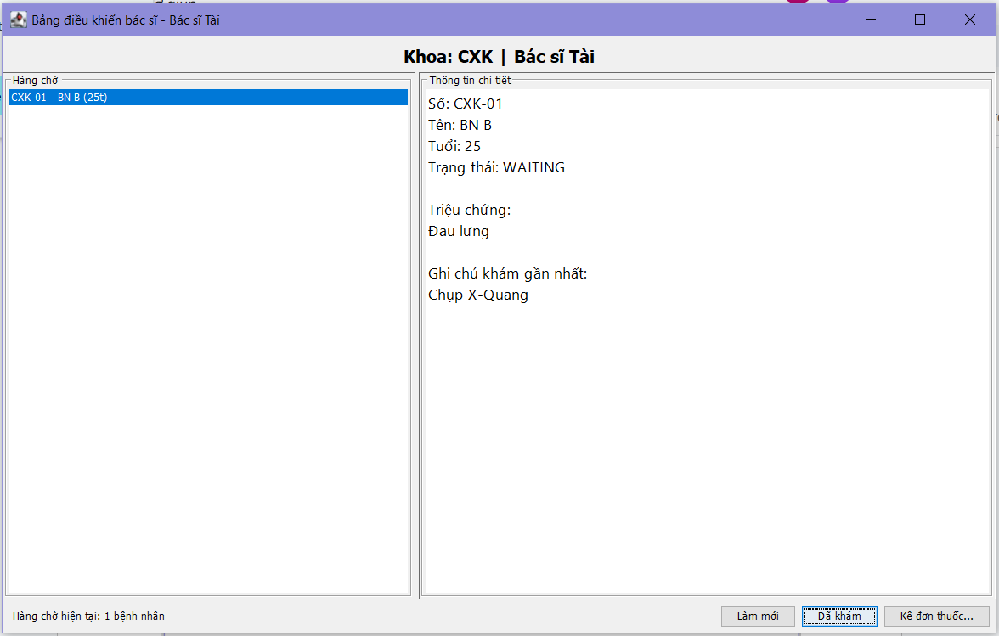 Bảng điều khiển bác sĩ - Bác sĩ Tài
Khoa: CXK | Bác sĩ Tài
Hàng chờ
CXK-01 - BN B (25t)
Thông tin chi tiết
Số: CXK-01
Tên: BN B
Tuổi: 25
Trạng thái: WAITING
Triệu chứng:
Đau lưng
Ghi chú khám gần nhất:
Chụp X-Quang
Hàng chờ hiện tại: 1 bệnh nhân
Làm mới
Đã khám
Kê đơn thuốc...